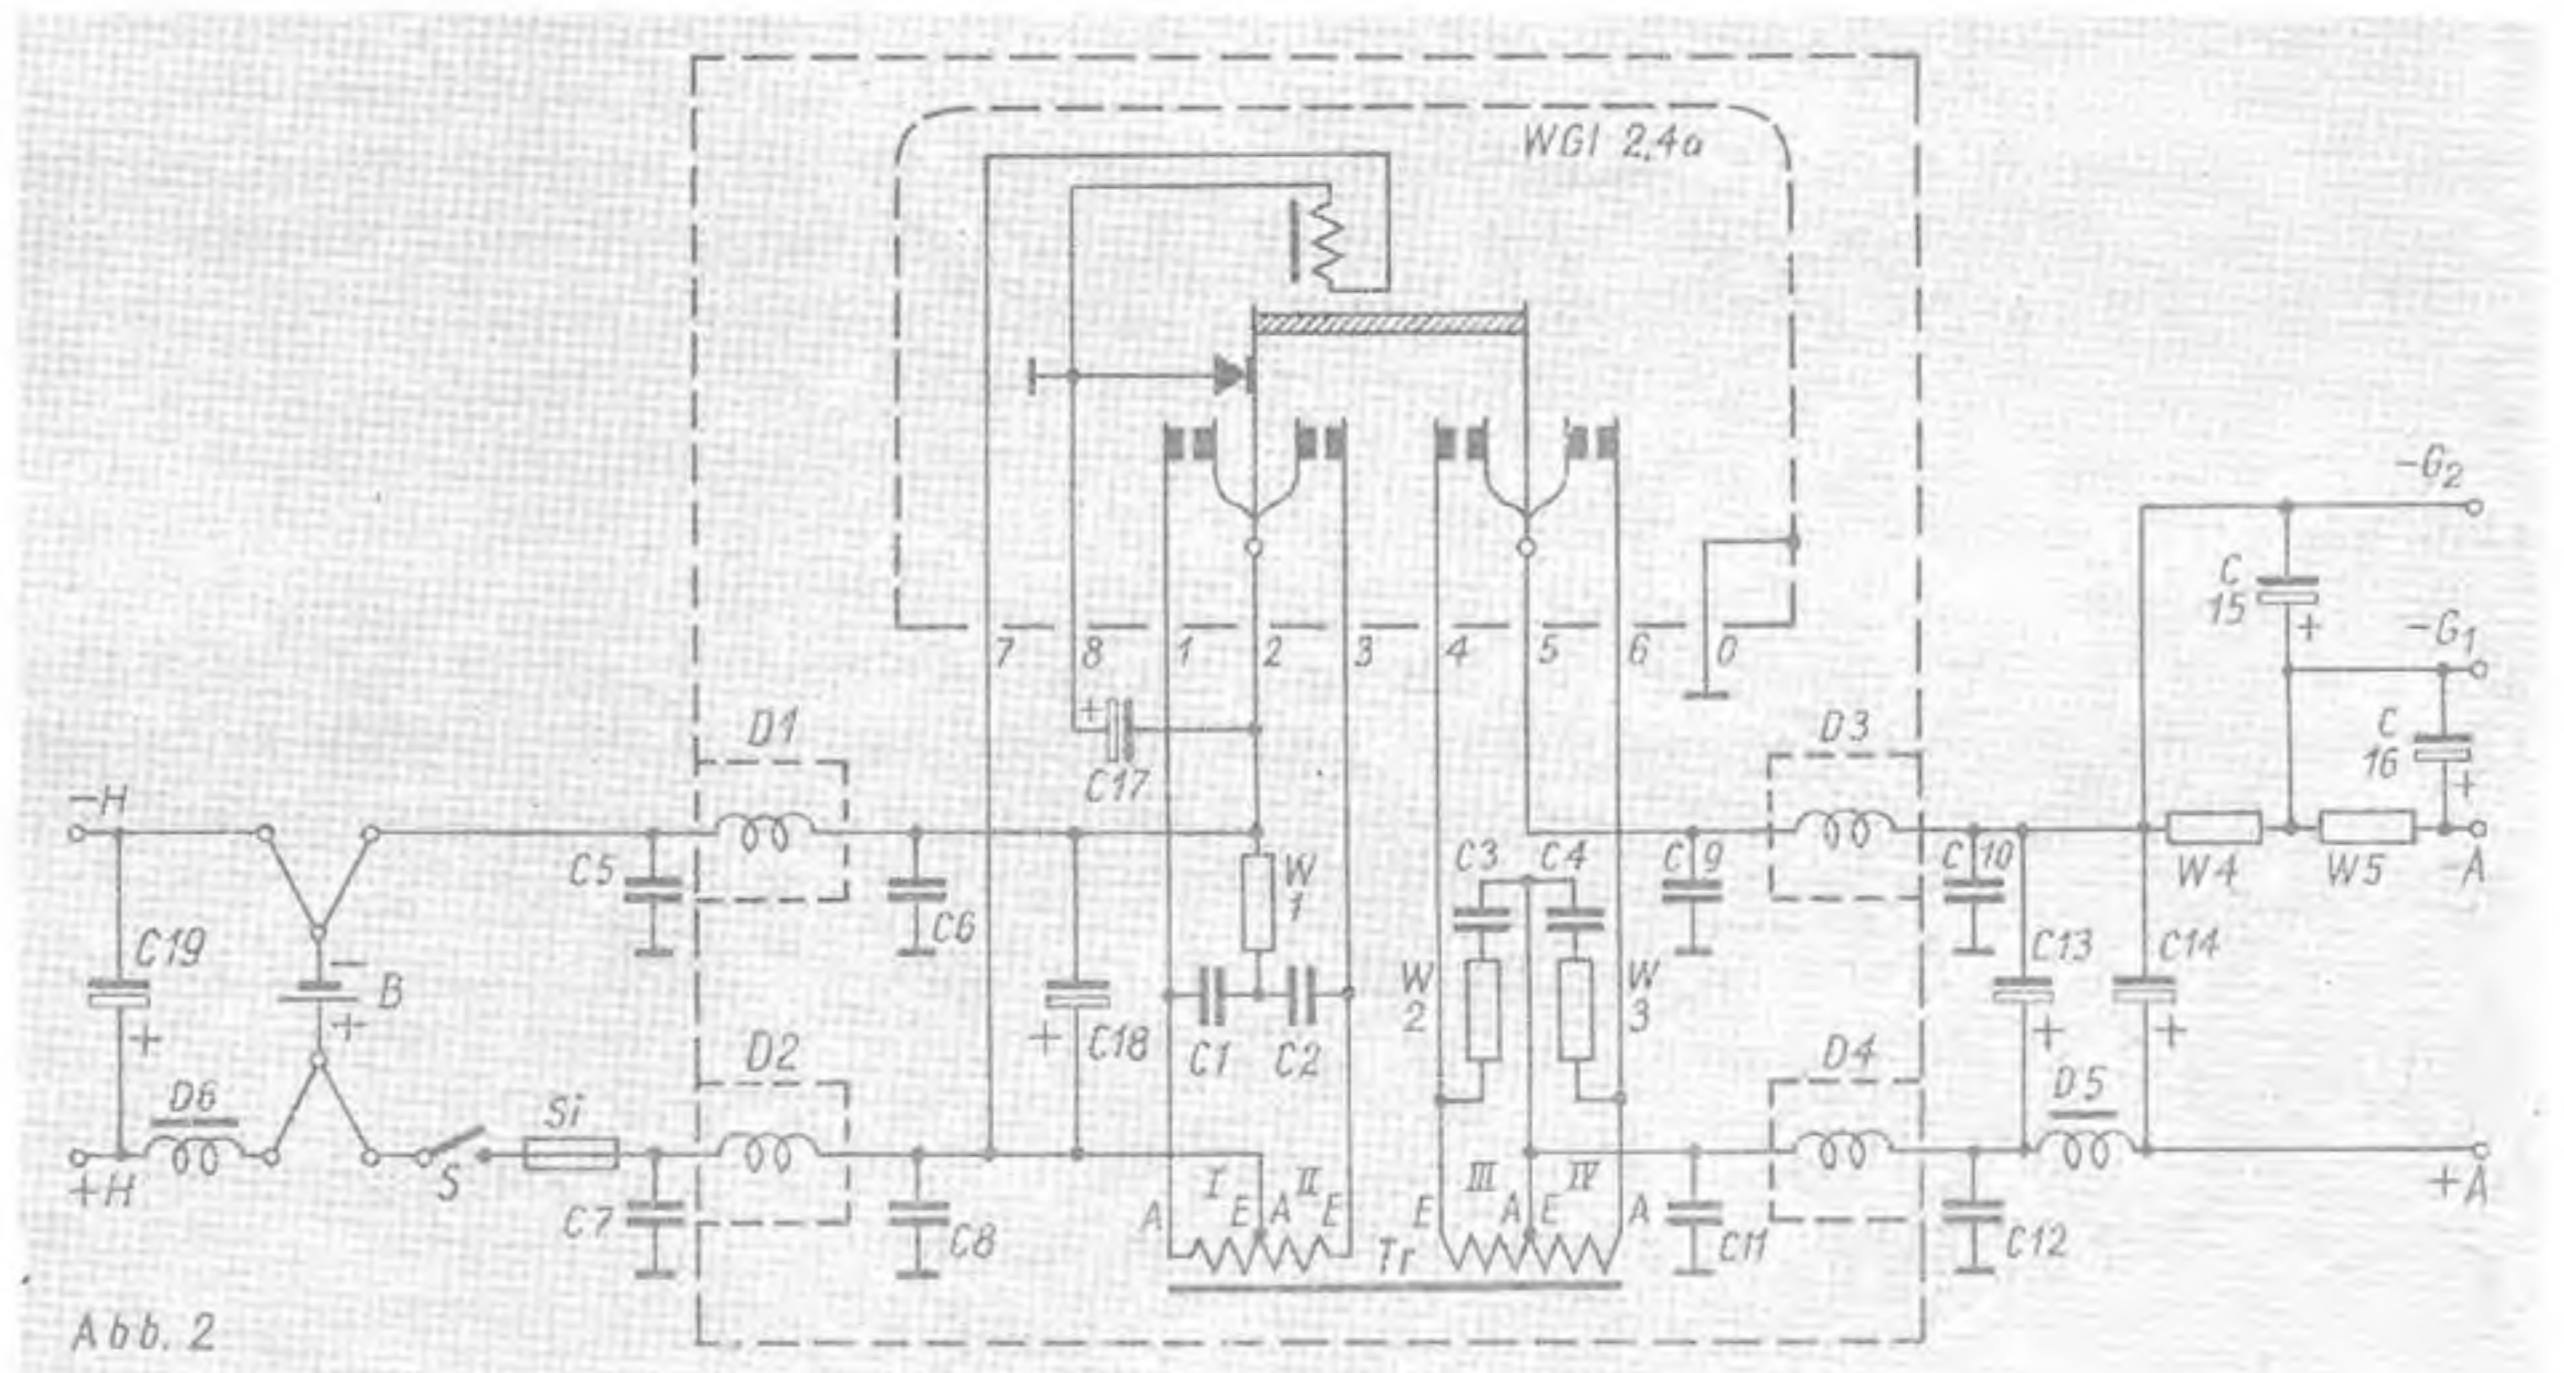 WGl 2,4a
-G2
C
15
+
-G1
7 8 1 2 3 4 5 6 0
+
C17
C
16
+
D1
D3
-H
C5
C6
W
1
C3 C4
C9
C10
W4
W5
-A
C19
+
-
B
+
C18
+
C1 C2
W
2
W
3
C13
+
C14
+
D2
D4
D5
D6
Si
+H
S
C7
C8
I II
A E A E
III IV
E A E A
Tr
C11
C12
+A
Abb. 2